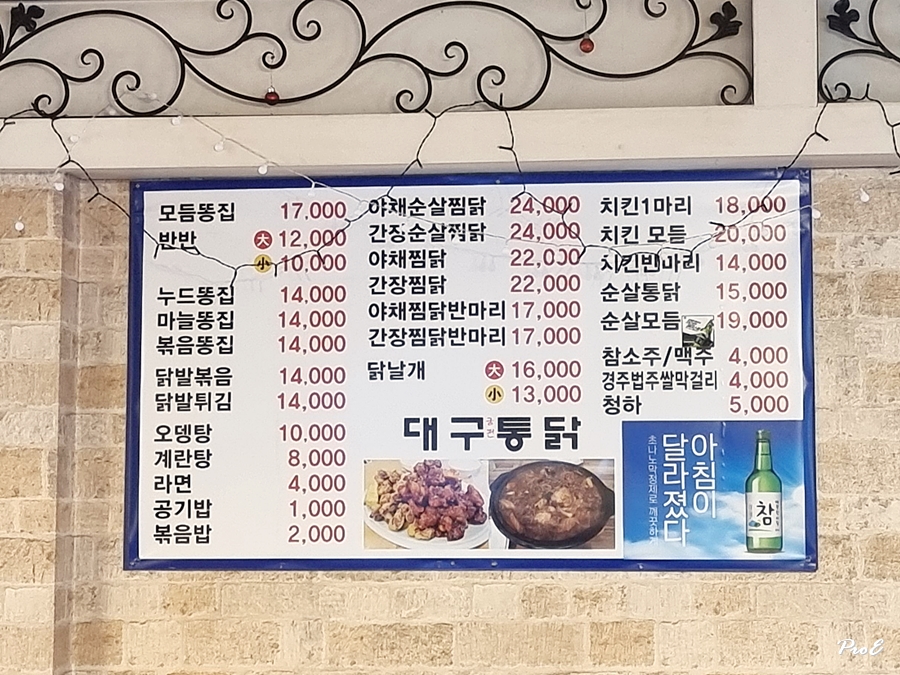 모듬똥집 17,000
반반 大 12,000
小 10,000
누드똥집 14,000
마늘똥집 14,000
볶음똥집 14,000
닭발볶음 14,000
닭발튀김 14,000
오뎅탕 10,000
계란탕 8,000
라면 4,000
공기밥 1,000
볶음밥 2,000
야채순살찜닭 24,000
간장순살찜닭 24,000
야채찜닭 22,000
간장찜닭 22,000
야채찜닭반마리 17,000
간장찜닭반마리 17,000
닭날개 大 16,000
小 13,000
대구통닭
치킨1마리 18,000
치킨 모듬 20,000
치킨반마리 14,000
순살통닭 15,000
순살모듬 19,000
참소주/맥주 4,000
경주법주쌀막걸리 4,000
청하 5,000
아침이
달라졌다
참
ProE